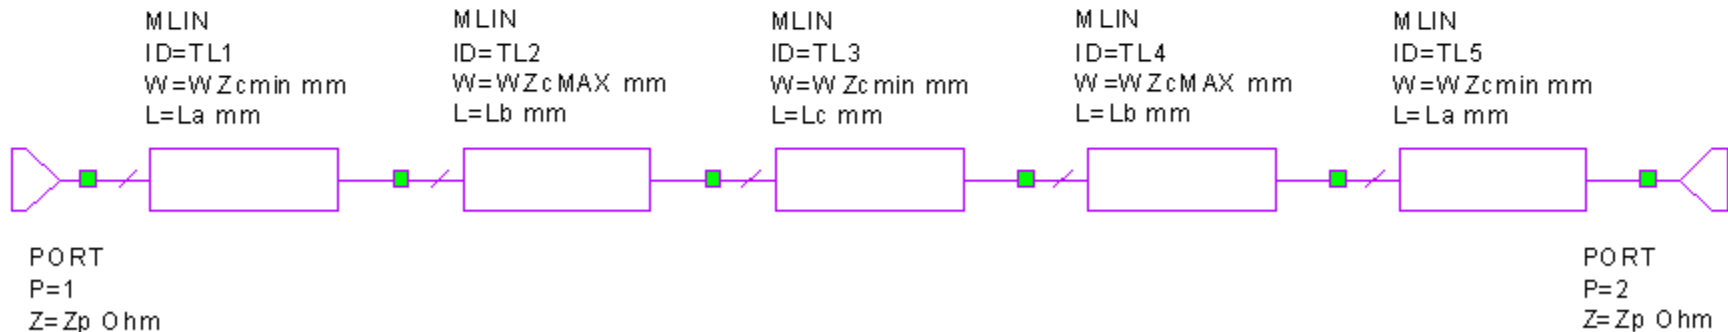 MLIN
ID=TL1
W=WZcmin mm
L=La mm
MLIN
ID=TL2
W=WZcMAX mm
L=Lb mm
MLIN
ID=TL3
W=WZcmin mm
L=Lc mm
MLIN
ID=TL4
W=WZcMAX mm
L=Lb mm
MLIN
ID=TL5
W=WZcmin mm
L=La mm
PORT
P=1
Z=Zp Ohm
PORT
P=2
Z=Zp Ohm